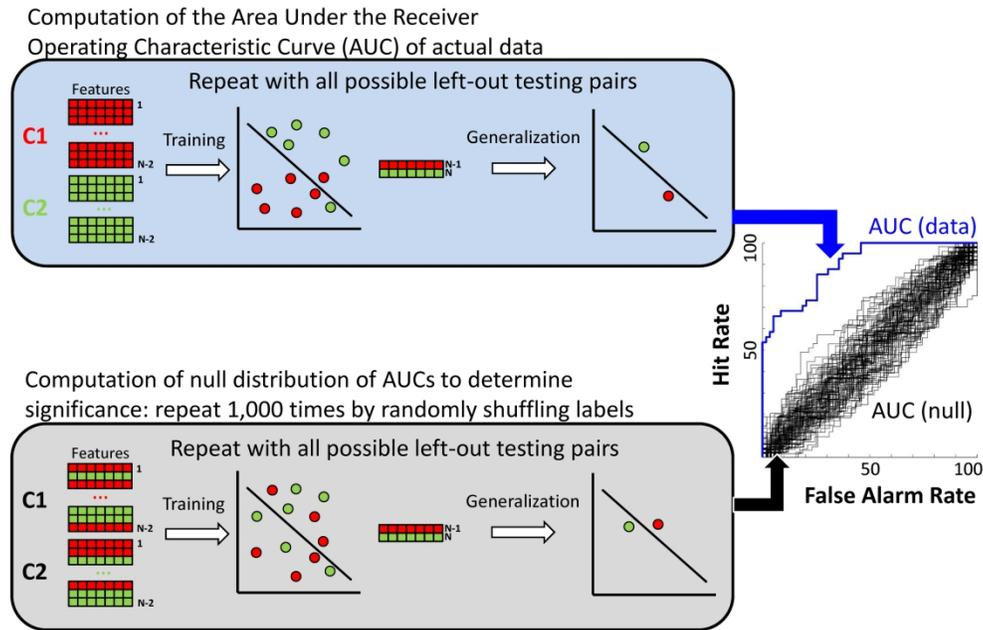 Computation of the Area Under the Receiver
Operating Characteristic Curve (AUC) of actual data
Repeat with all possible left-out testing pairs
Features
1
C1
...
N-2
1
C2
...
N-2
Training
N-1
N
Generalization
AUC (data)
100
50
Hit Rate
AUC (null)
50 100
False Alarm Rate
Computation of null distribution of AUCs to determine
significance: repeat 1,000 times by randomly shuffling labels
Repeat with all possible left-out testing pairs
Features
1
C1
...
N-2
1
C2
...
N-2
Training
N-1
N
Generalization